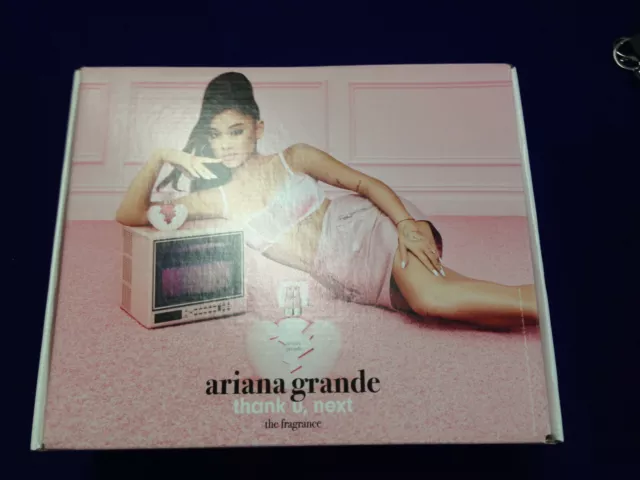 ariana grande
thank u, next
the fragrance